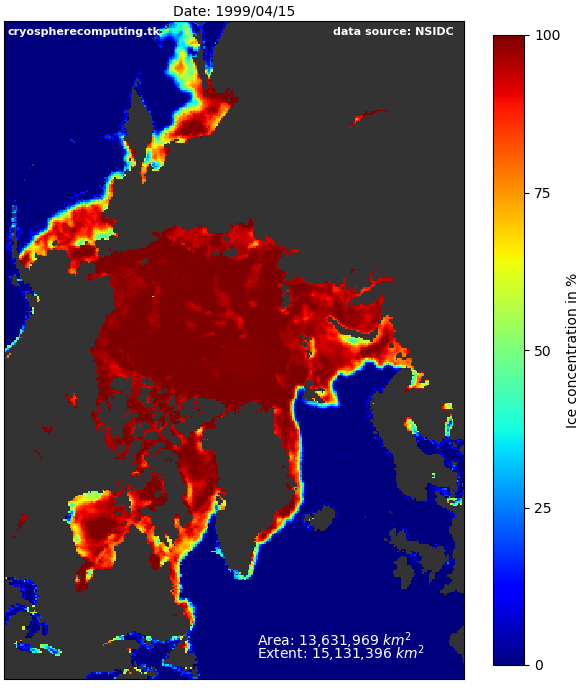 Date: 1999/04/15
cryospherecomputing.tk
data source: NSIDC
100
75
50
25
0
Ice concentration in %
Area: 13,631,969 km²
Extent: 15,131,396 km²